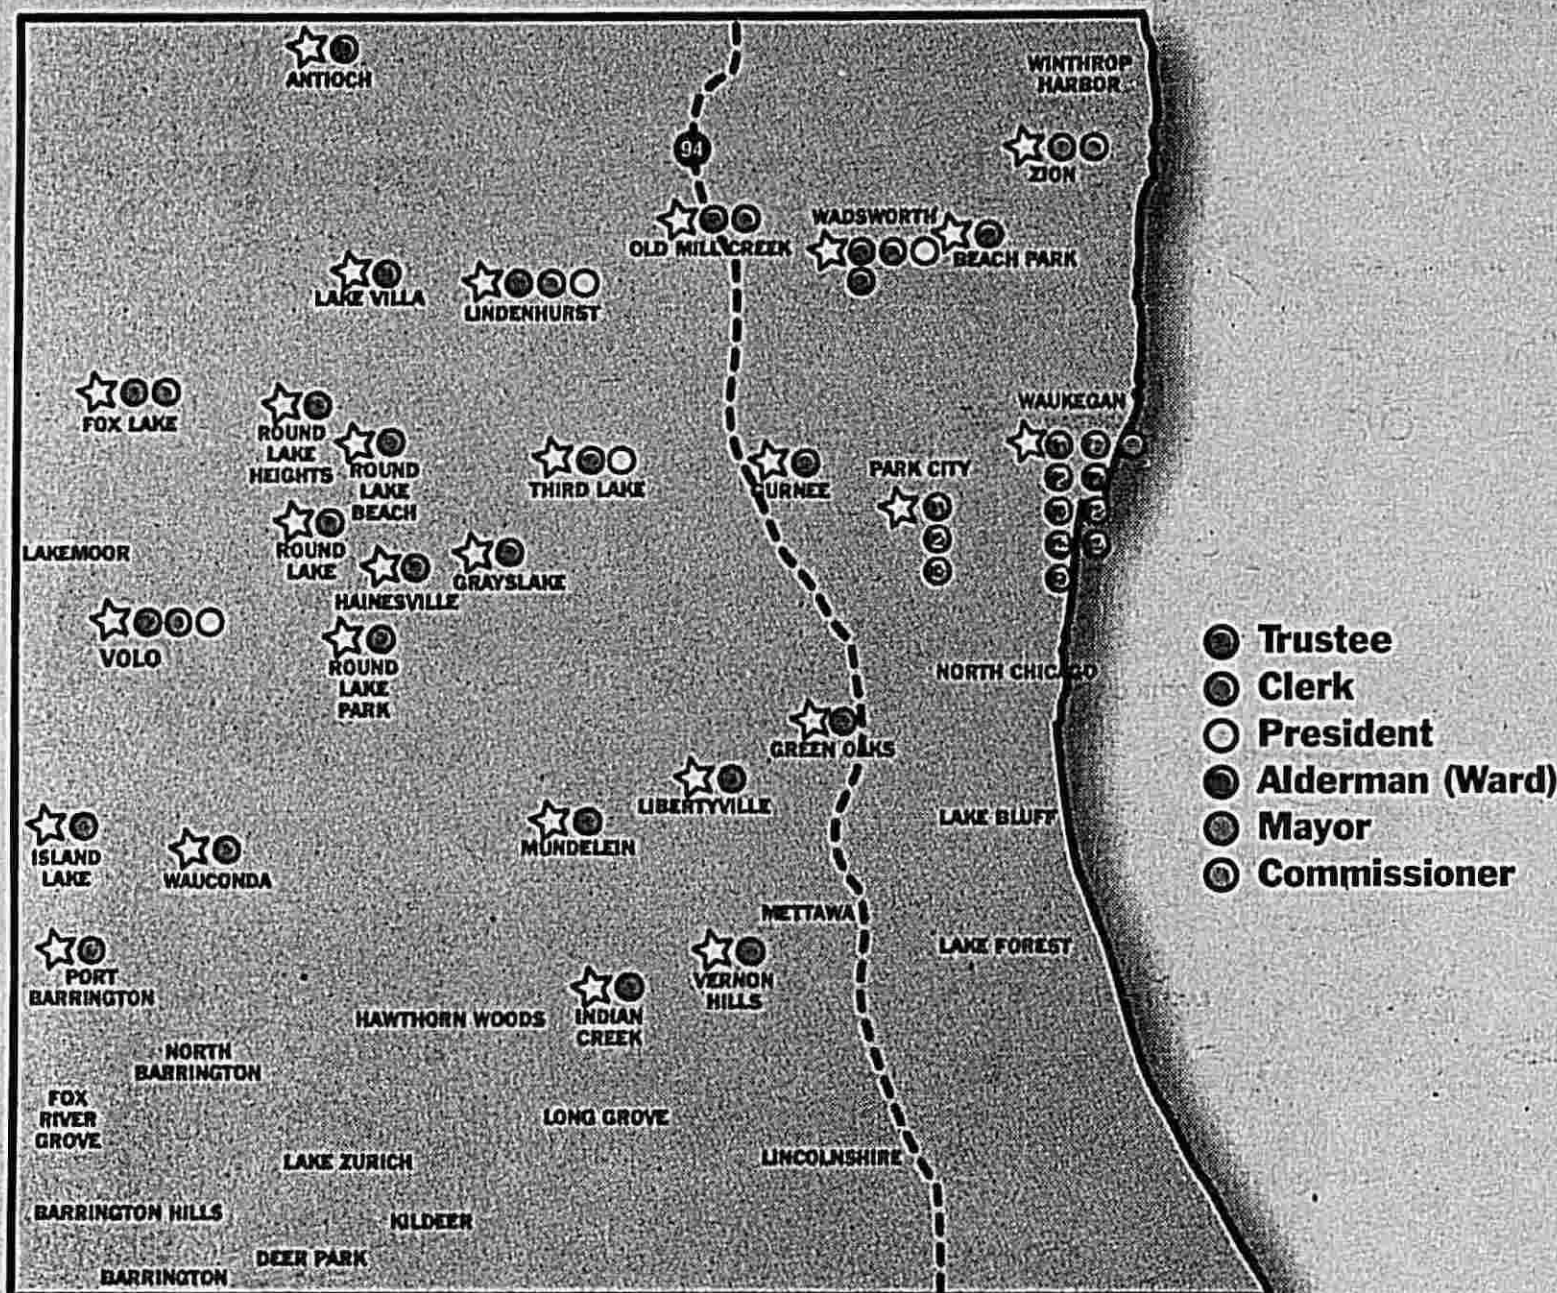 ANTIOCH
WINTHROP
HARBOR
94
ZION
OLD MILL CREEK
WADSWORTH
BEACH PARK
LAKE VILLA
LINDENHURST
FOX LAKE
ROUND
LAKE
HEIGHTS
ROUND
LAKE
BEACH
THIRD LAKE
GURNEE
PARK CITY
WAUKEGAN
LAKEMOOR
ROUND
LAKE
HAINESVILLE
GRAYSLAKE
VOLO
ROUND
LAKE
PARK
NORTH CHICAGO
GREEN OAKS
LIBERTYVILLE
MUNDELEIN
LAKE BLUFF
ISLAND
LAKE
WAUCONDA
METTAWA
LAKE FOREST
PORT
BARRINGTON
VERNON
HILLS
HAWTHORN WOODS
INDIAN
CREEK
NORTH
BARRINGTON
FOX
RIVER
GROVE
LONG GROVE
LAKE ZURICH
LINCOLNSHIRE
BARRINGTON HILLS
KILDEER
DEER PARK
BARRINGTON
Trustee
Clerk
President
Alderman (Ward)
Mayor
Commissioner